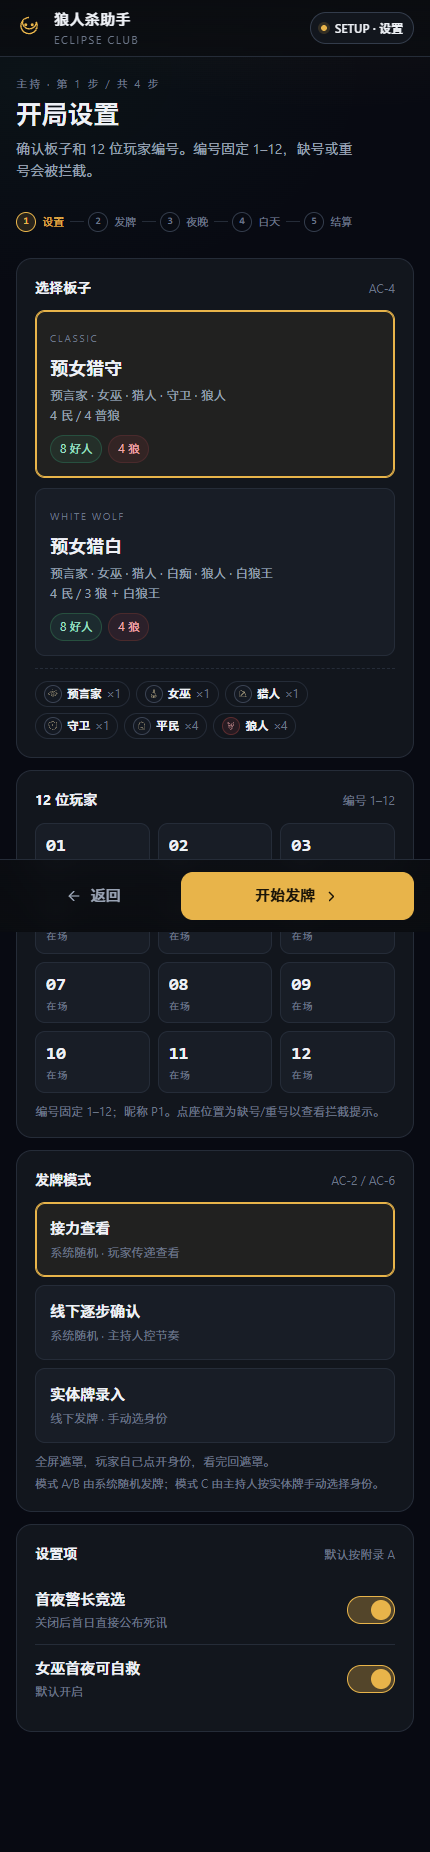 狼人杀助手
ECLIPSE CLUB
SETUP · 设置
主持 · 第 1 步 / 共 4 步
开局设置
确认板子和 12 位玩家编号。编号固定 1–12，缺号或重
号会被拦截。
1 设置 2 发牌 3 夜晚 4 白天 5 结算
选择板子 AC-4
CLASSIC
预女猎守
预言家 · 女巫 · 猎人 · 守卫 · 狼人
4 民 / 4 普狼
8 好人 4 狼
WHITE WOLF
预女猎白
预言家 · 女巫 · 猎人 · 白痴 · 狼人 · 白狼王
4 民 / 3 狼 + 白狼王
8 好人 4 狼
预言家 ×1 女巫 ×1 猎人 ×1
守卫 ×1 平民 ×4 狼人 ×4
12 位玩家 编号 1–12
01 02 03
返回 开始发牌
在场 在场 在场
07 08 09
在场 在场 在场
10 11 12
在场 在场 在场
编号固定 1–12；昵称 P1。点座位置为缺号/重号以查看拦截提示。
发牌模式 AC-2 / AC-6
接力查看
系统随机 · 玩家传递查看
线下逐步确认
系统随机 · 主持人控节奏
实体牌录入
线下发牌 · 手动选身份
全屏遮罩，玩家自己点开身份，看完回遮罩。
模式 A/B 由系统随机发牌；模式 C 由主持人按实体牌手动选择身份。
设置项 默认按附录 A
首夜警长竞选
关闭后首日直接公布死讯
女巫首夜可自救
默认开启